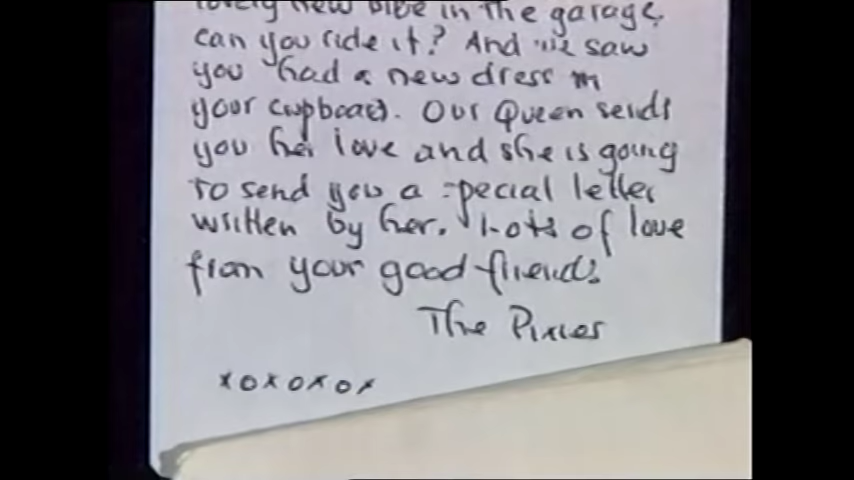 lovely new bike in the garage,
can you ride it? And we saw
you had a new dress in
your cupboard. Our Queen sends
you her love and she is going
to send you a special letter
written by her. Lots of love
from your good friends
The Pixies
xoxoxox